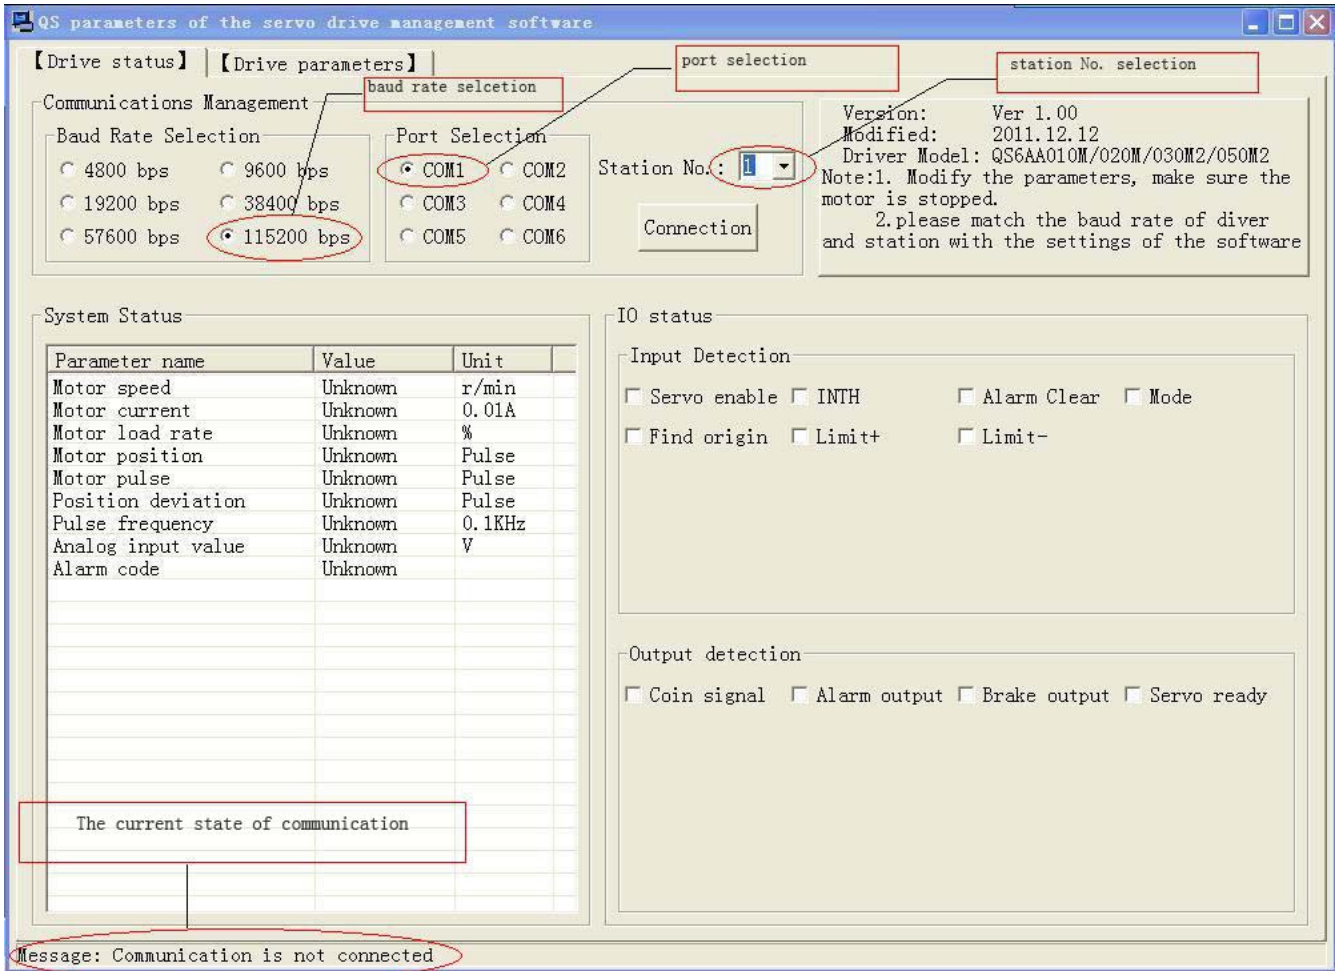 QS parameters of the servo drive management software
【Drive status】 【Drive parameters】
port selection
station No. selection
baud rate selcetion
Communications Management
Baud Rate Selection
4800 bps 9600 bps
19200 bps 38400 bps
57600 bps 115200 bps
Port Selection
COM1 COM2
COM3 COM4
COM5 COM6
Station No.: 1
Connection
Version: Ver 1.00
Modified: 2011.12.12
Driver Model: QS6AA010M/020M/030M2/050M2
Note:1. Modify the parameters, make sure the
motor is stopped.
2.please match the baud rate of diver
and station with the settings of the software
System Status
Parameter name Value Unit
Motor speed Unknown r/min
Motor current Unknown 0.01A
Motor load rate Unknown %
Motor position Unknown Pulse
Motor pulse Unknown Pulse
Position deviation Unknown Pulse
Pulse frequency Unknown 0.1KHz
Analog input value Unknown V
Alarm code Unknown
The current state of communication
IO status
Input Detection
Servo enable INTH Alarm Clear Mode
Find origin Limit+ Limit-
Output detection
Coin signal Alarm output Brake output Servo ready
Message: Communication is not connected